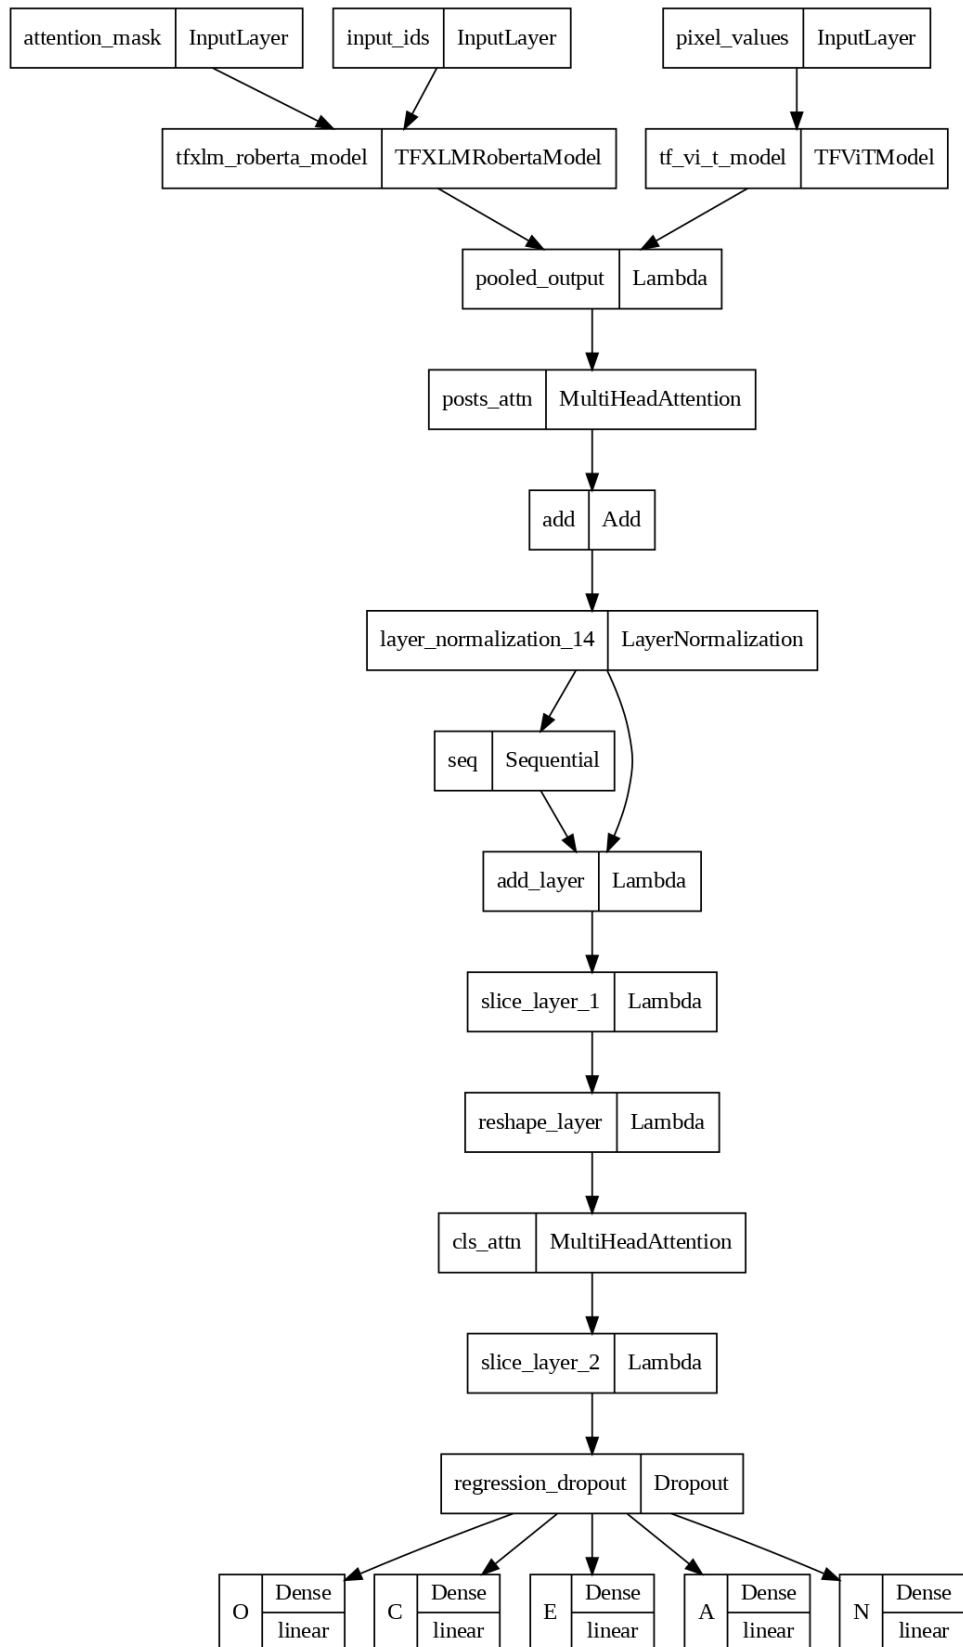 attention_mask InputLayer input_ids InputLayer pixel_values InputLayer
tfxlm_roberta_model TFXLMRobertaModel tf_vi_t_model TFViTModel
pooled_output Lambda
posts_attn MultiHeadAttention
add Add
layer_normalization_14 LayerNormalization
seq Sequential
add_layer Lambda
slice_layer_1 Lambda
reshape_layer Lambda
cls_attn MultiHeadAttention
slice_layer_2 Lambda
regression_dropout Dropout
O Dense C Dense E Dense A Dense N Dense
linear linear linear linear linear